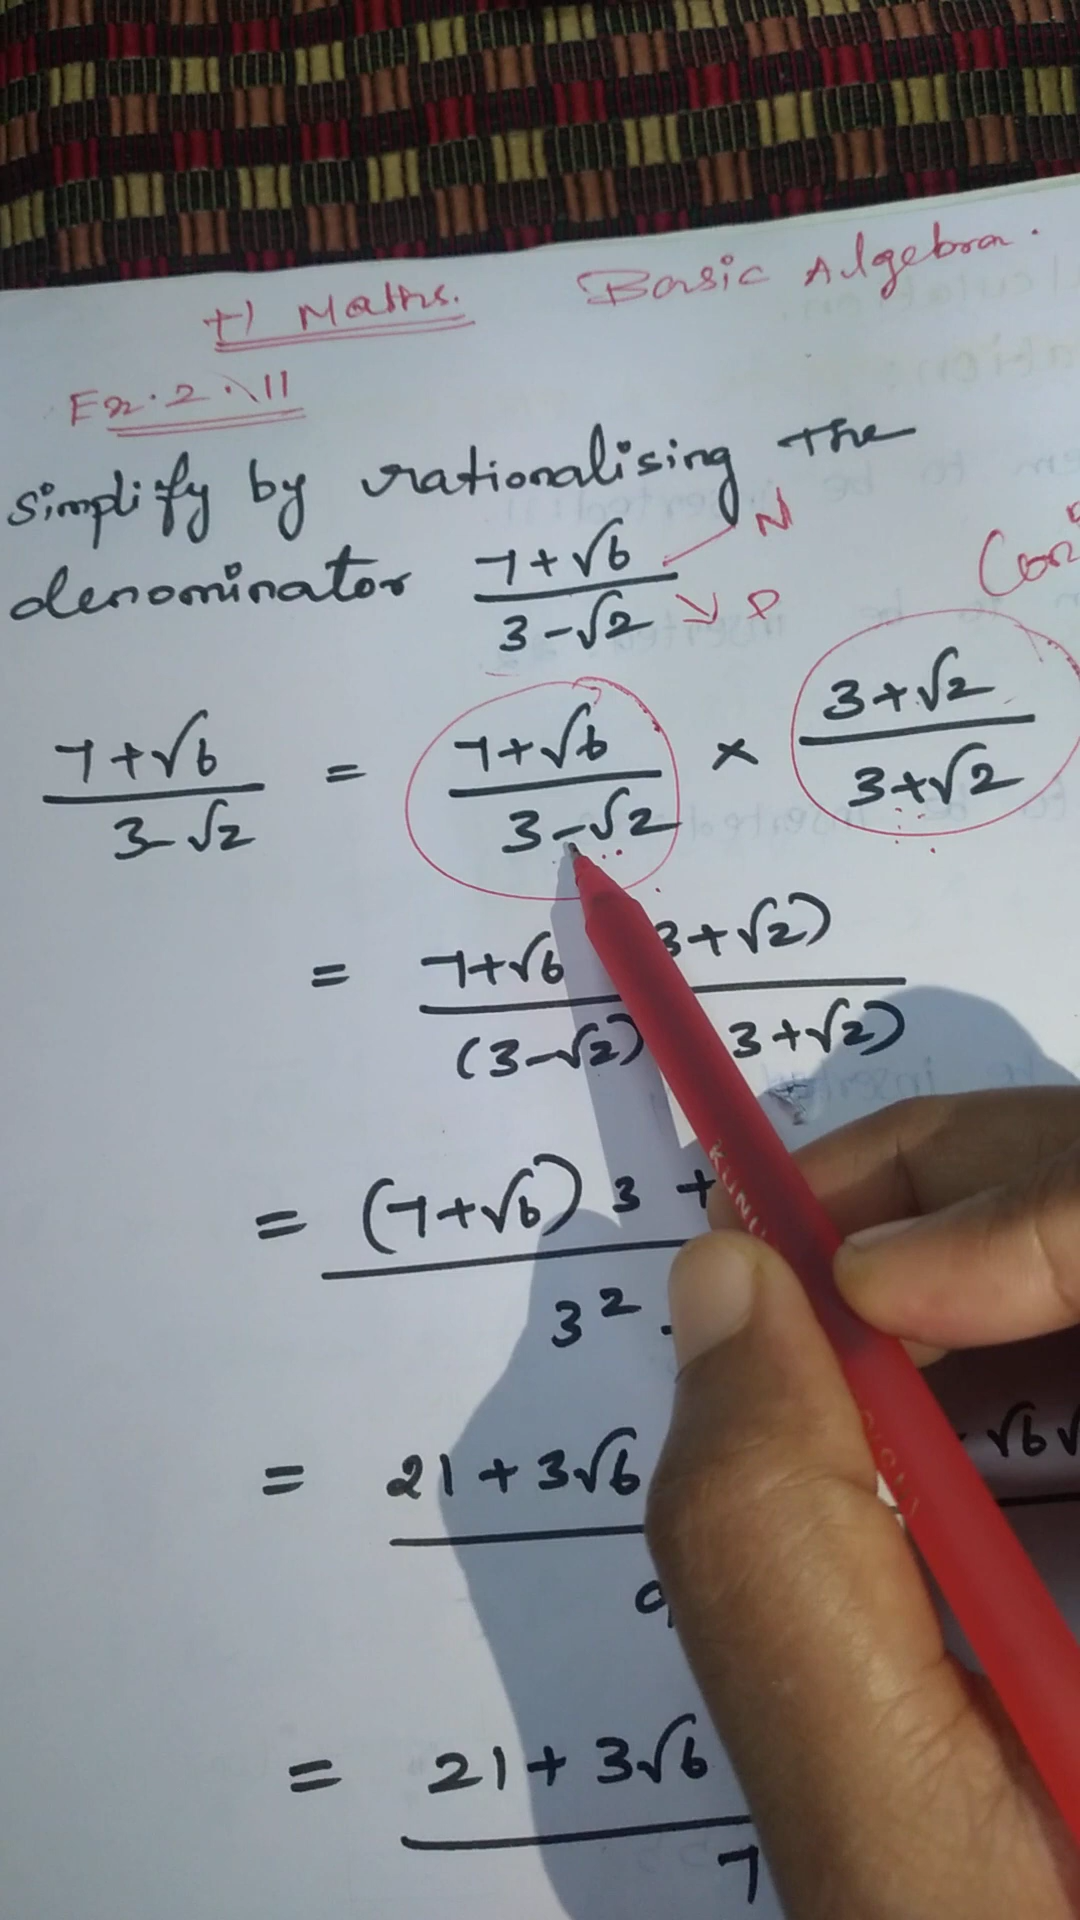 +1 Maths. Basic Algebra.
Ex. 2.11
Simplify by rationalising the
denominator (7+√6)/(3-√2) N D
(7+√6)/(3-√2) = (7+√6)/(3-√2) × (3+√2)/(3+√2)
= 7+√6 3+√2) / (3-√2) 3+√2)
= (7+√6) 3 + / 3²
= 21+3√6 √6√ / 9
= 21+3√6 / 7